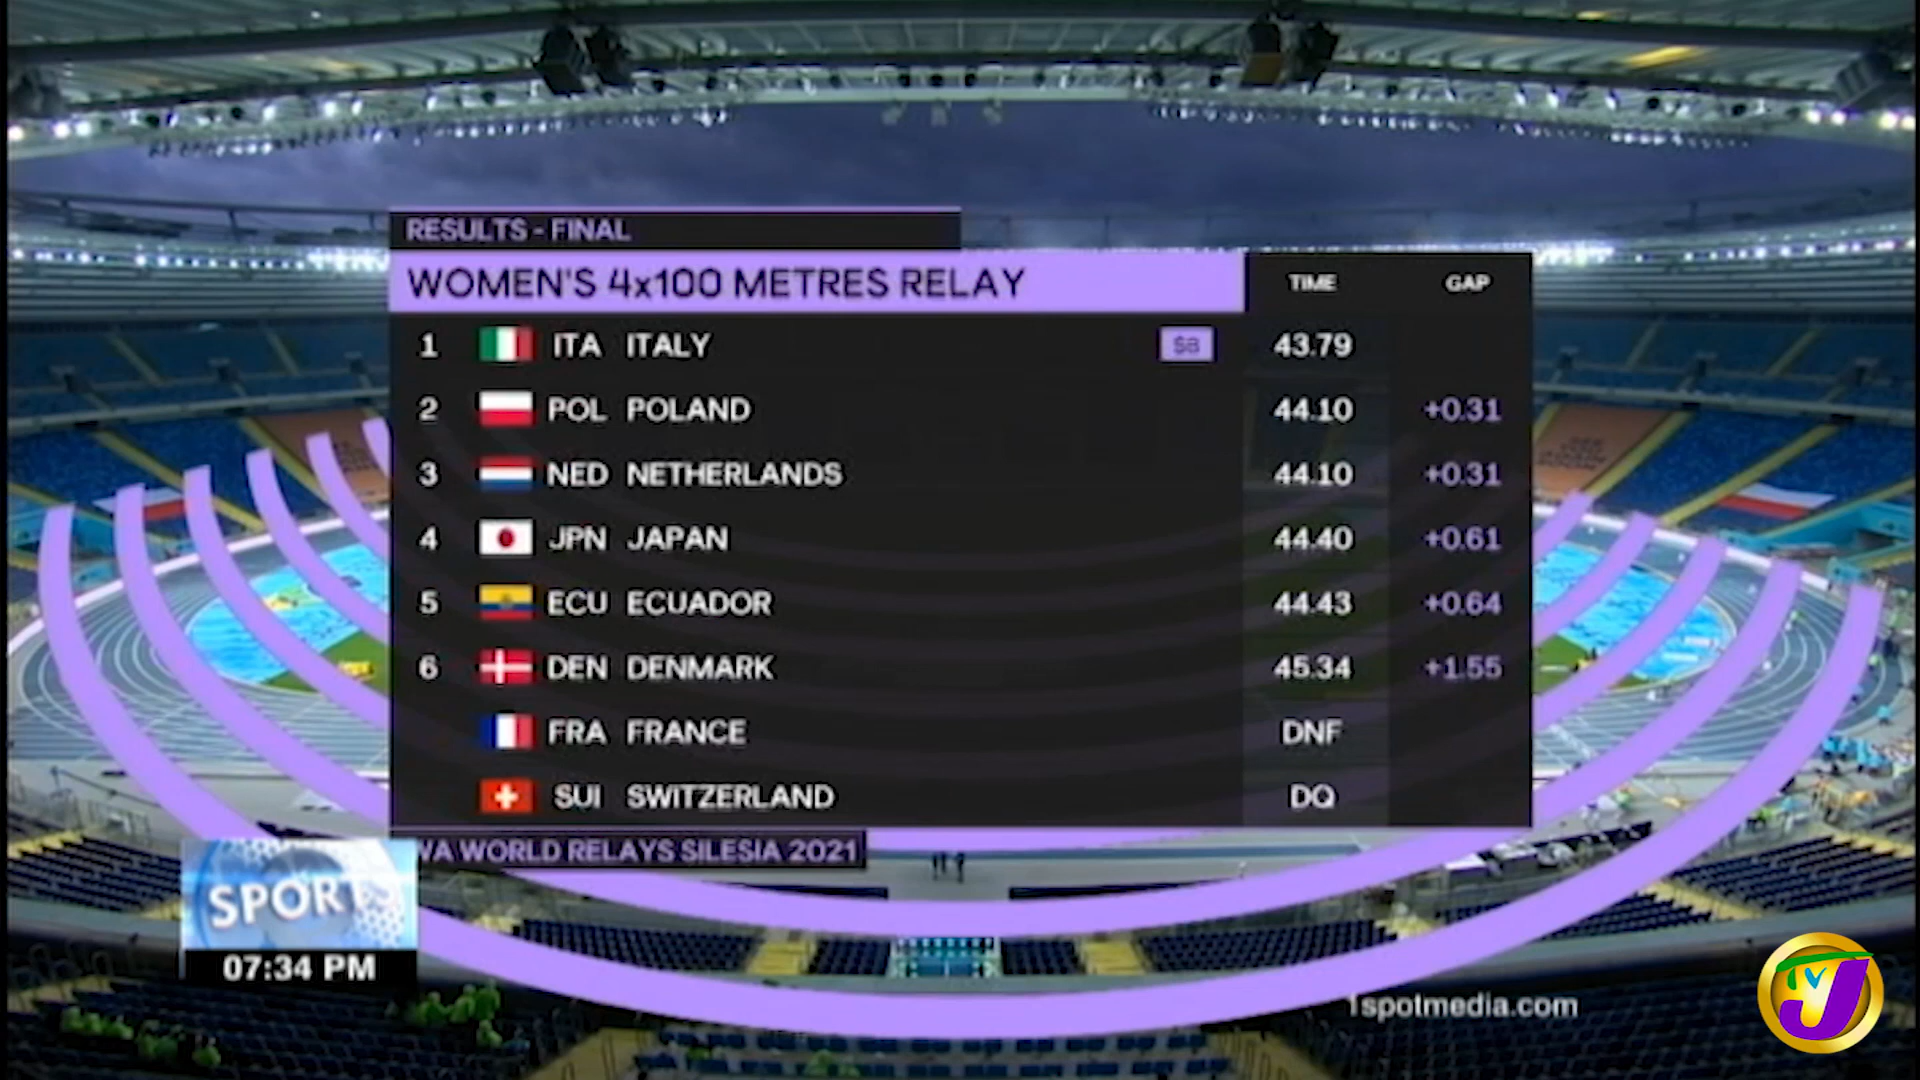 RESULTS - FINAL
WOMEN'S 4x100 METRES RELAY TIME GAP
1 ITA ITALY SB 43.79
2 POL POLAND 44.10 +0.31
3 NED NETHERLANDS 44.10 +0.31
4 JPN JAPAN 44.40 +0.61
5 ECU ECUADOR 44.43 +0.64
6 DEN DENMARK 45.34 +1.55
FRA FRANCE DNF
SUI SWITZERLAND DQ
WA WORLD RELAYS SILESIA 2021
SPORTS
07:34 PM
1spotmedia.com
TVJ